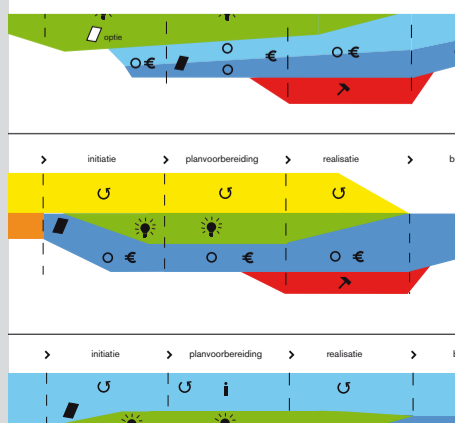 optie
€ €
€
initiatie planvoorbereiding realisatie b
€ € €
initiatie planvoorbereiding realisatie b
i